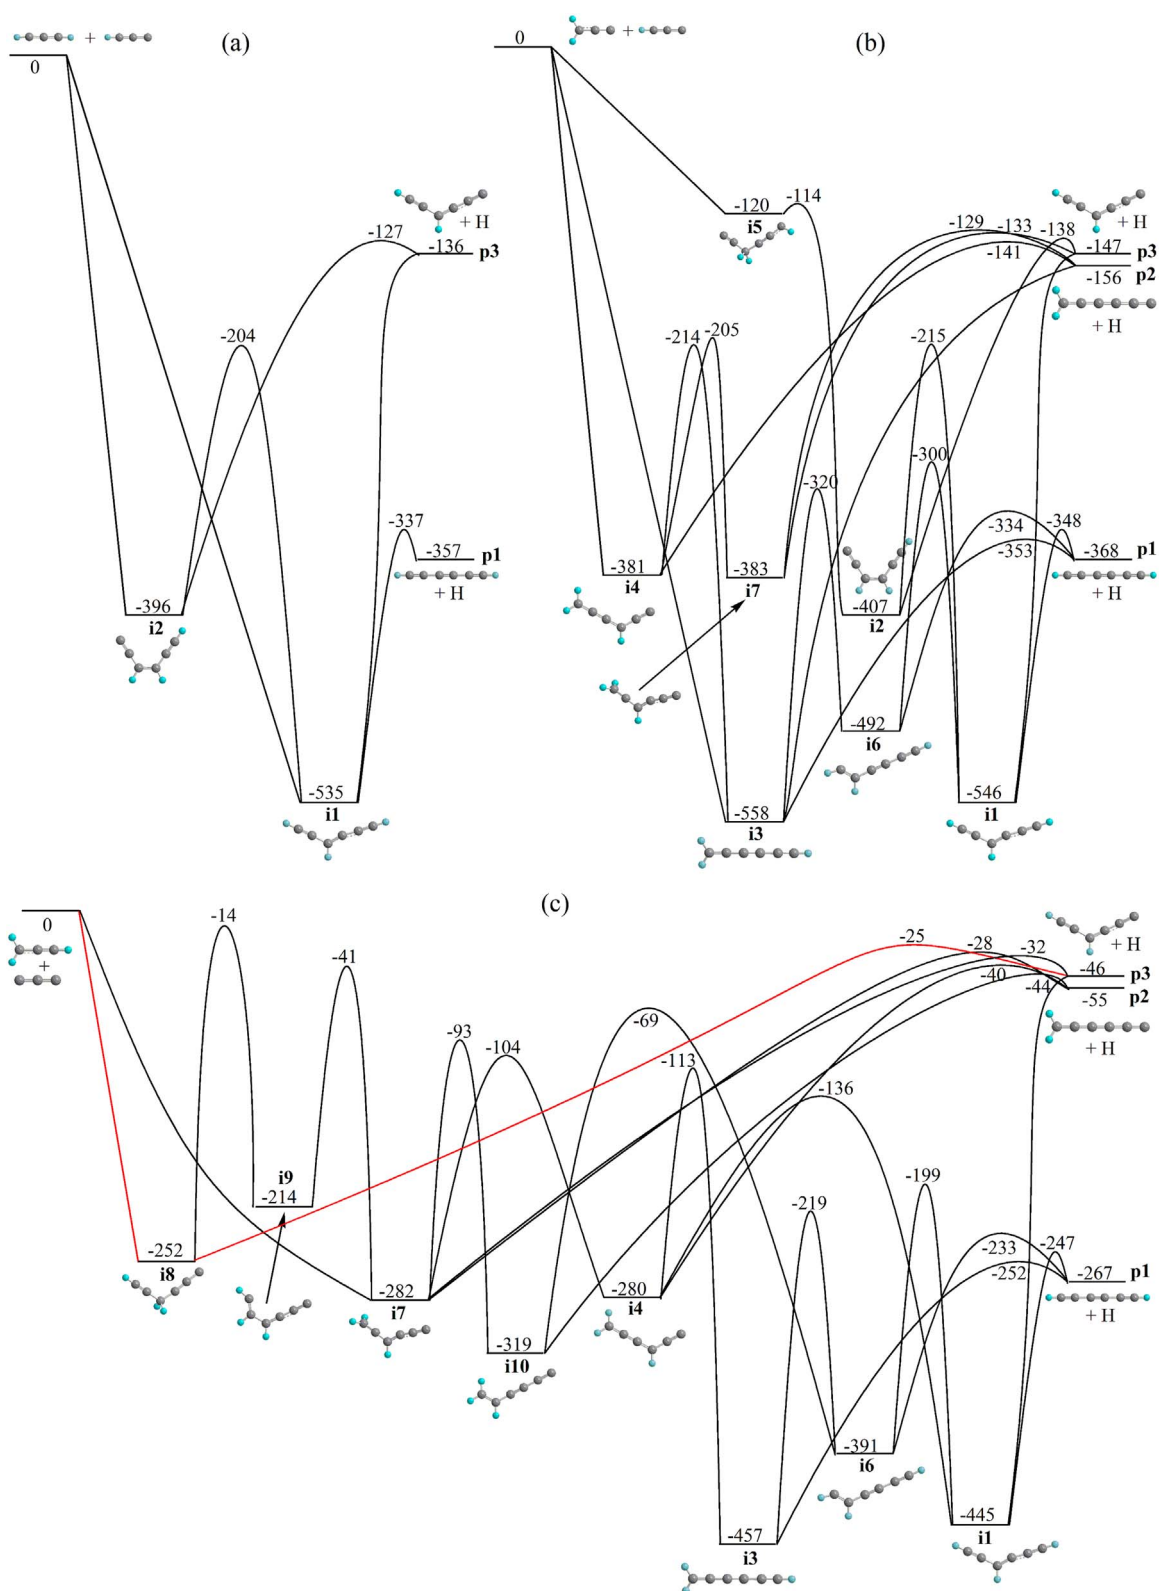 (a)
+
0
-127
-136
p3
+ H
-204
-337
-357
p1
+ H
-396
i2
-535
i1
(b)
0
+
-120
-114
i5
-129
-133
-138
-141
+ H
-147
p3
p2
-156
+ H
-214
-205
-215
-300
-320
-334
-348
-353
p1
-368
+ H
-381
i4
-383
i7
-407
i2
-492
i6
-558
i3
-546
i1
(c)
0
+
-14
-41
-25
-28
-32
-40
-44
+ H
-46
p3
p2
-55
+ H
-69
-93
-104
-113
-136
-199
-214
i9
-219
-233
-247
-252
p1
-267
+ H
-252
i8
-282
i7
-280
i4
-319
i10
-391
i6
-457
i3
-445
i1